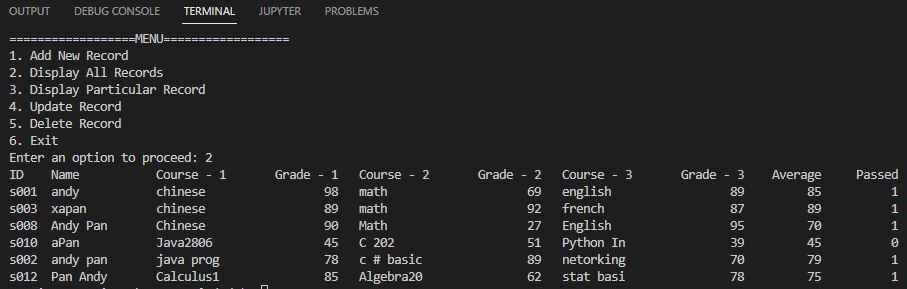 OUTPUT DEBUG CONSOLE TERMINAL JUPYTER PROBLEMS
==================MENU==================
1. Add New Record
2. Display All Records
3. Display Particular Record
4. Update Record
5. Delete Record
6. Exit
Enter an option to proceed: 2
ID Name Course - 1 Grade - 1 Course - 2 Grade - 2 Course - 3 Grade - 3 Average Passed
s001 andy chinese 98 math 69 english 89 85 1
s003 xapan chinese 89 math 92 french 87 89 1
s008 Andy Pan Chinese 90 Math 27 English 95 70 1
s010 aPan Java2806 45 C 202 51 Python In 39 45 0
s002 andy pan java prog 78 c # basic 89 netorking 70 79 1
s012 Pan Andy Calculus1 85 Algebra20 62 stat basi 78 75 1